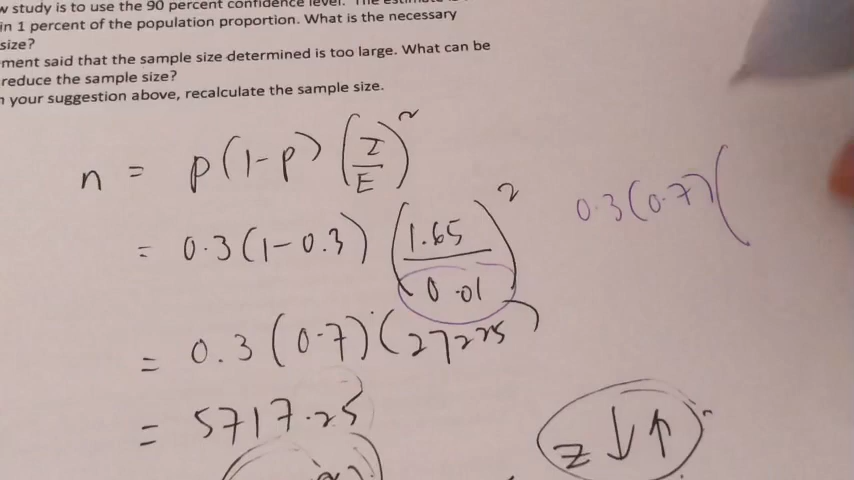 w study is to use the 90 percent confidence level. The estimate is
in 1 percent of the population proportion. What is the necessary
size?
ment said that the sample size determined is too large. What can be
reduce the sample size?
n your suggestion above, recalculate the sample size.
n = p(1-p) (Z/E)^2
= 0.3(1-0.3) (1.65/0.01)^2
0.3(0.7)(
= 0.3(0.7)(27225)
= 5717.25
z↓↑